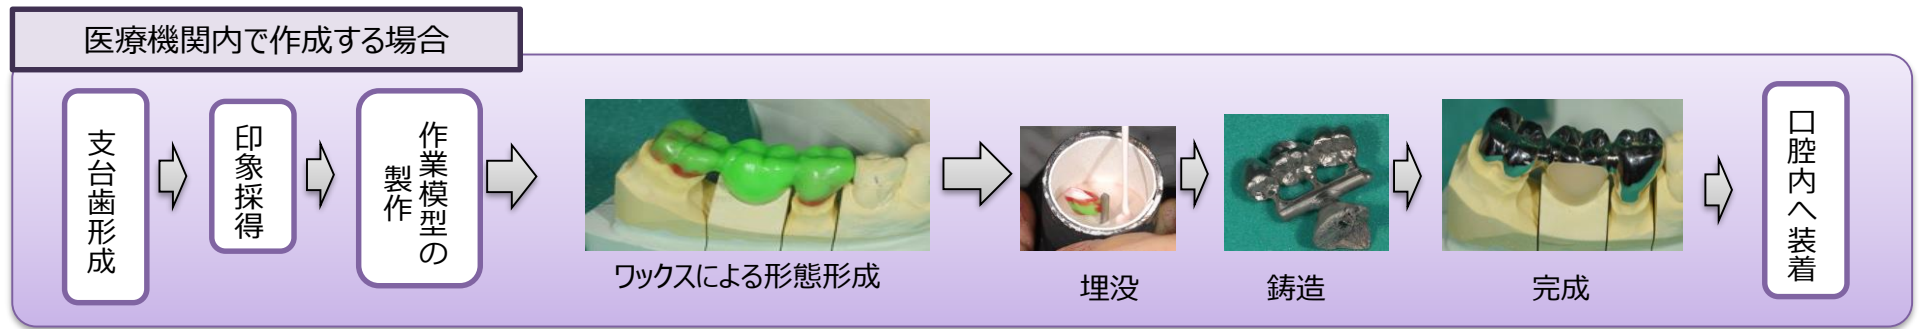 医療機関内で作成する場合
支台歯形成
印象採得
作業模型の
製作
ワックスによる形態形成
埋没
鋳造
完成
口腔内へ装着